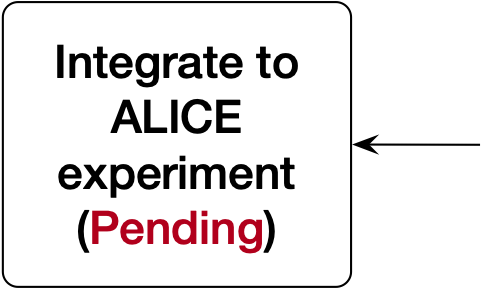 Integrate to
ALICE
experiment
(Pending)